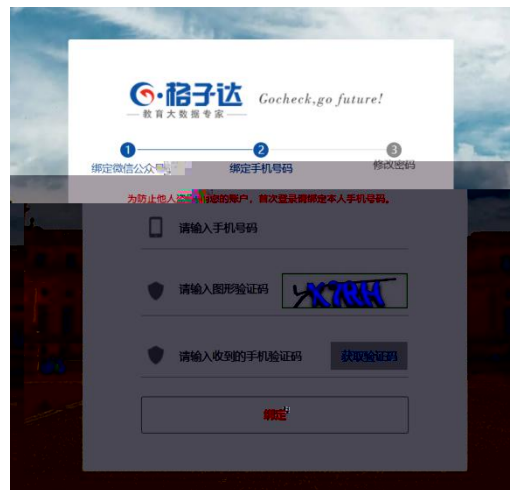 格子达
Gocheck,go future!
教育大数据专家
1 2 3
绑定微信公众号 绑定手机号码 修改密码
为防止他人 您的账户，首次登录需绑定本人手机号码。
请输入手机号码
请输入图形验证码
请输入收到的手机验证码 获取验证码
绑定